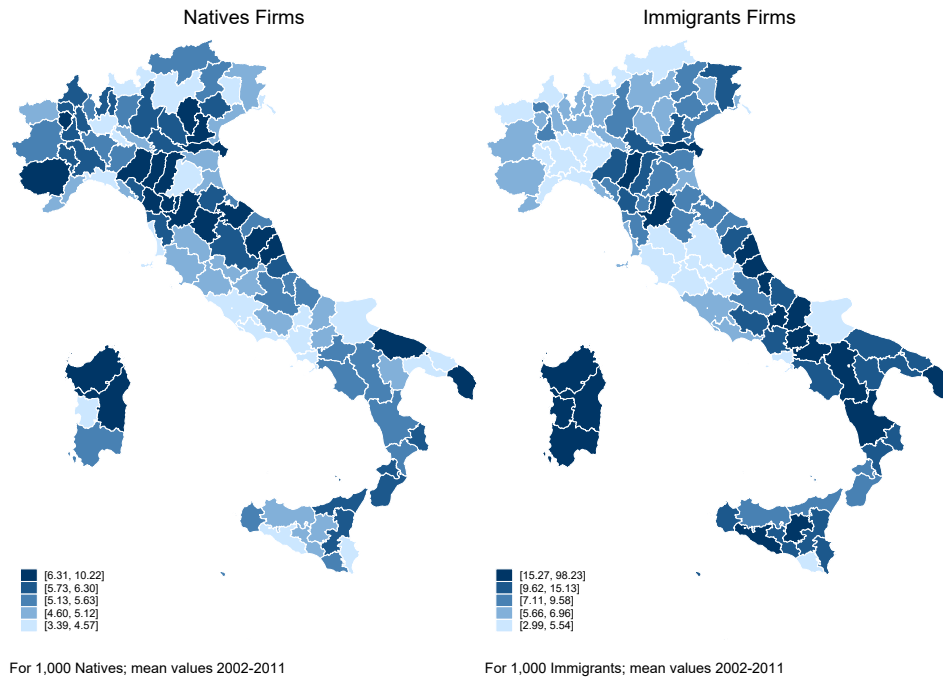 Natives Firms
[6.31, 10.22]
[5.73, 6.30]
[5.13, 5.63]
[4.60, 5.12]
[3.39, 4.57]
For 1,000 Natives; mean values 2002-2011
Immigrants Firms
[15.27, 98.23]
[9.62, 15.13]
[7.11, 9.58]
[5.66, 6.96]
[2.99, 5.54]
For 1,000 Immigrants; mean values 2002-2011